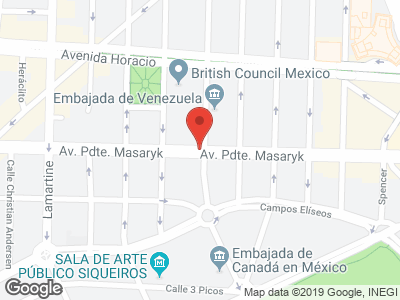 Avenida Horacio
British Council Mexico
Embajada de Venezuela
Heráclito
Av. Pdte. Masaryk
Av. Pdte. Masaryk
Calle Christian Andersen
Lamartine
Spencer
Campos Elíseos
SALA DE ARTE
PÚBLICO SIQUEIROS
Embajada de
Canadá en México
Calle 3 Picos
Google
Map data ©2019 Google, INEGI